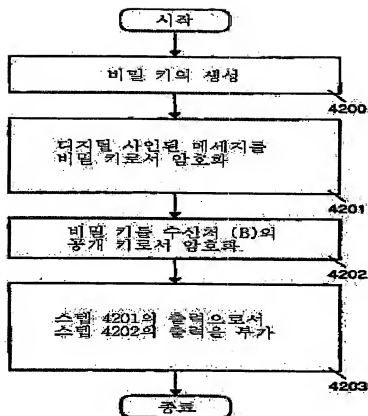 시작
비밀 키의 생성
4200
디지털 사인된 메세지를
비밀 키로서 암호화
4201
비밀 키를 수신처 (B)의
공개 키로서 암호화
4202
스텝 4201의 출력으로서
스텝 4202의 출력을 부가
4203
종료